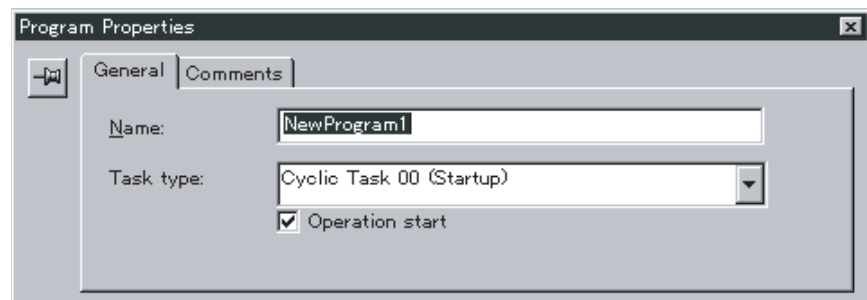 Program Properties
General Comments
Name: NewProgram1
Task type: Cyclic Task 00 (Startup)
Operation start